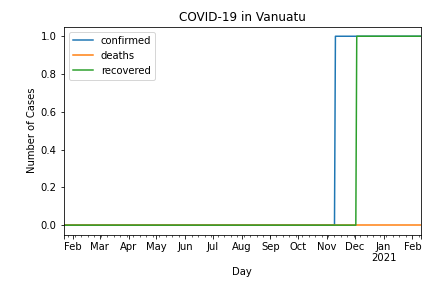 COVID-19 in Vanuatu
confirmed
deaths
recovered
1.0
0.8
0.6
0.4
0.2
0.0
Number of Cases
Feb Mar Apr May Jun Jul Aug Sep Oct Nov Dec Jan Feb
2021
Day